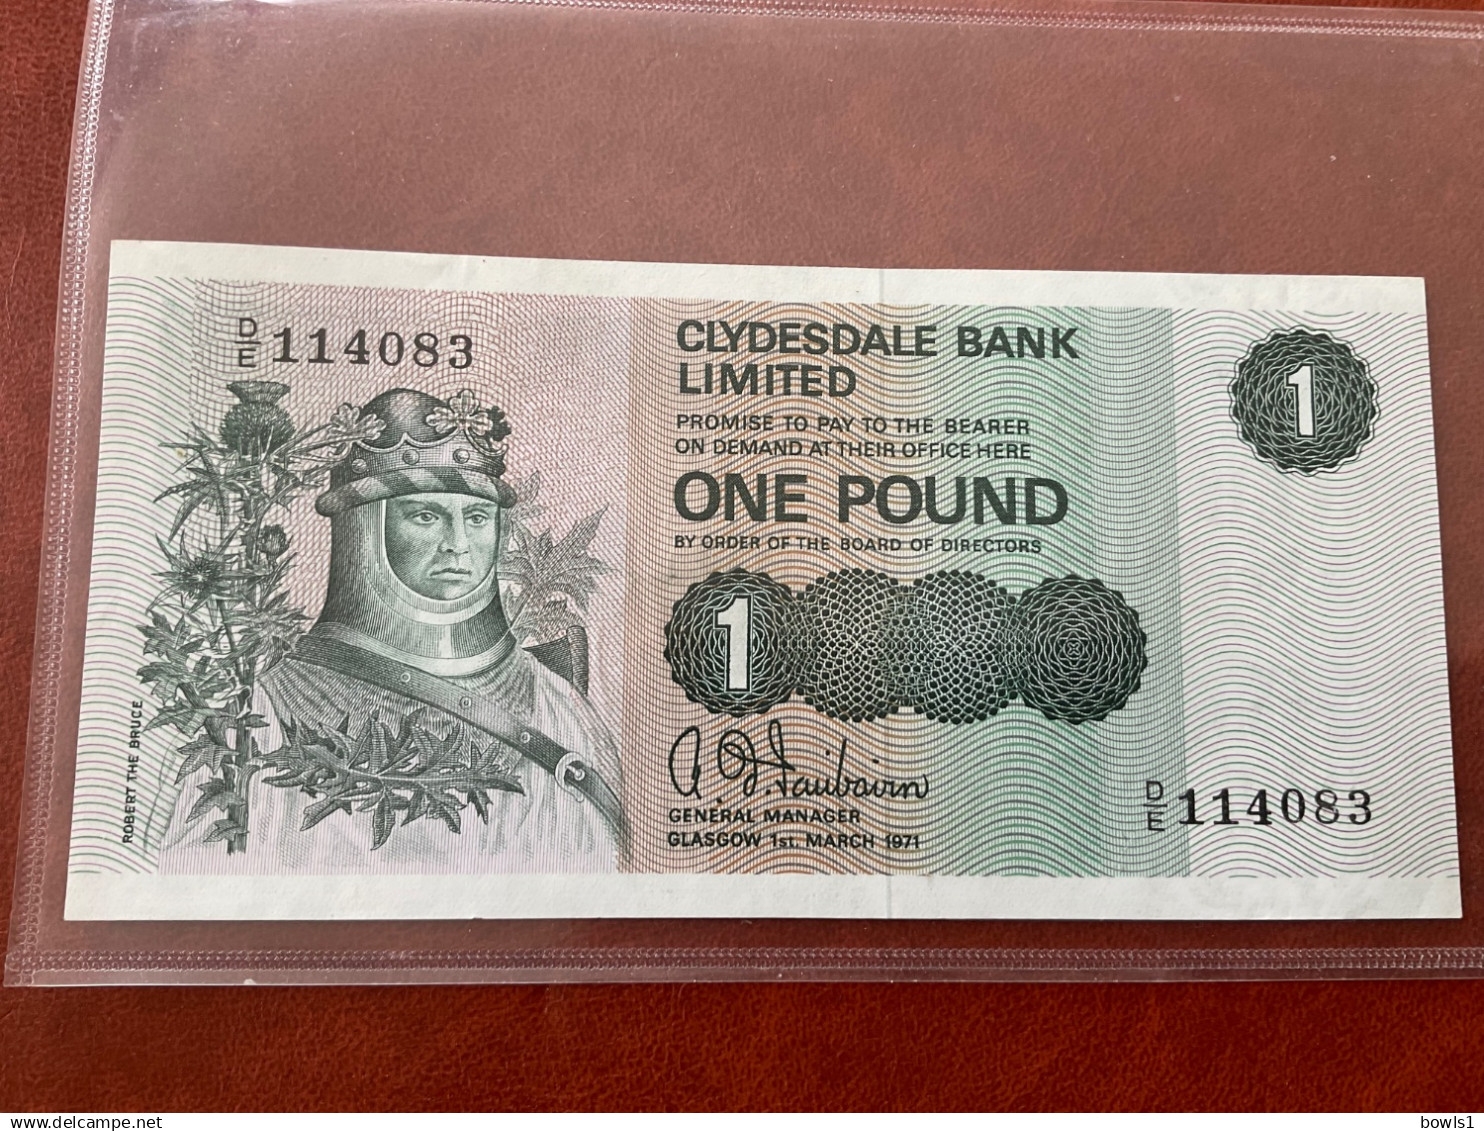 D/E 114083
CLYDESDALE BANK
LIMITED
PROMISE TO PAY TO THE BEARER
ON DEMAND AT THEIR OFFICE HERE
ONE POUND
BY ORDER OF THE BOARD OF DIRECTORS
1
1
A. D. Fairbairn
GENERAL MANAGER
GLASGOW 1st. MARCH 1971
D/E 114083
ROBERT THE BRUCE
delcampe.net
bowls1